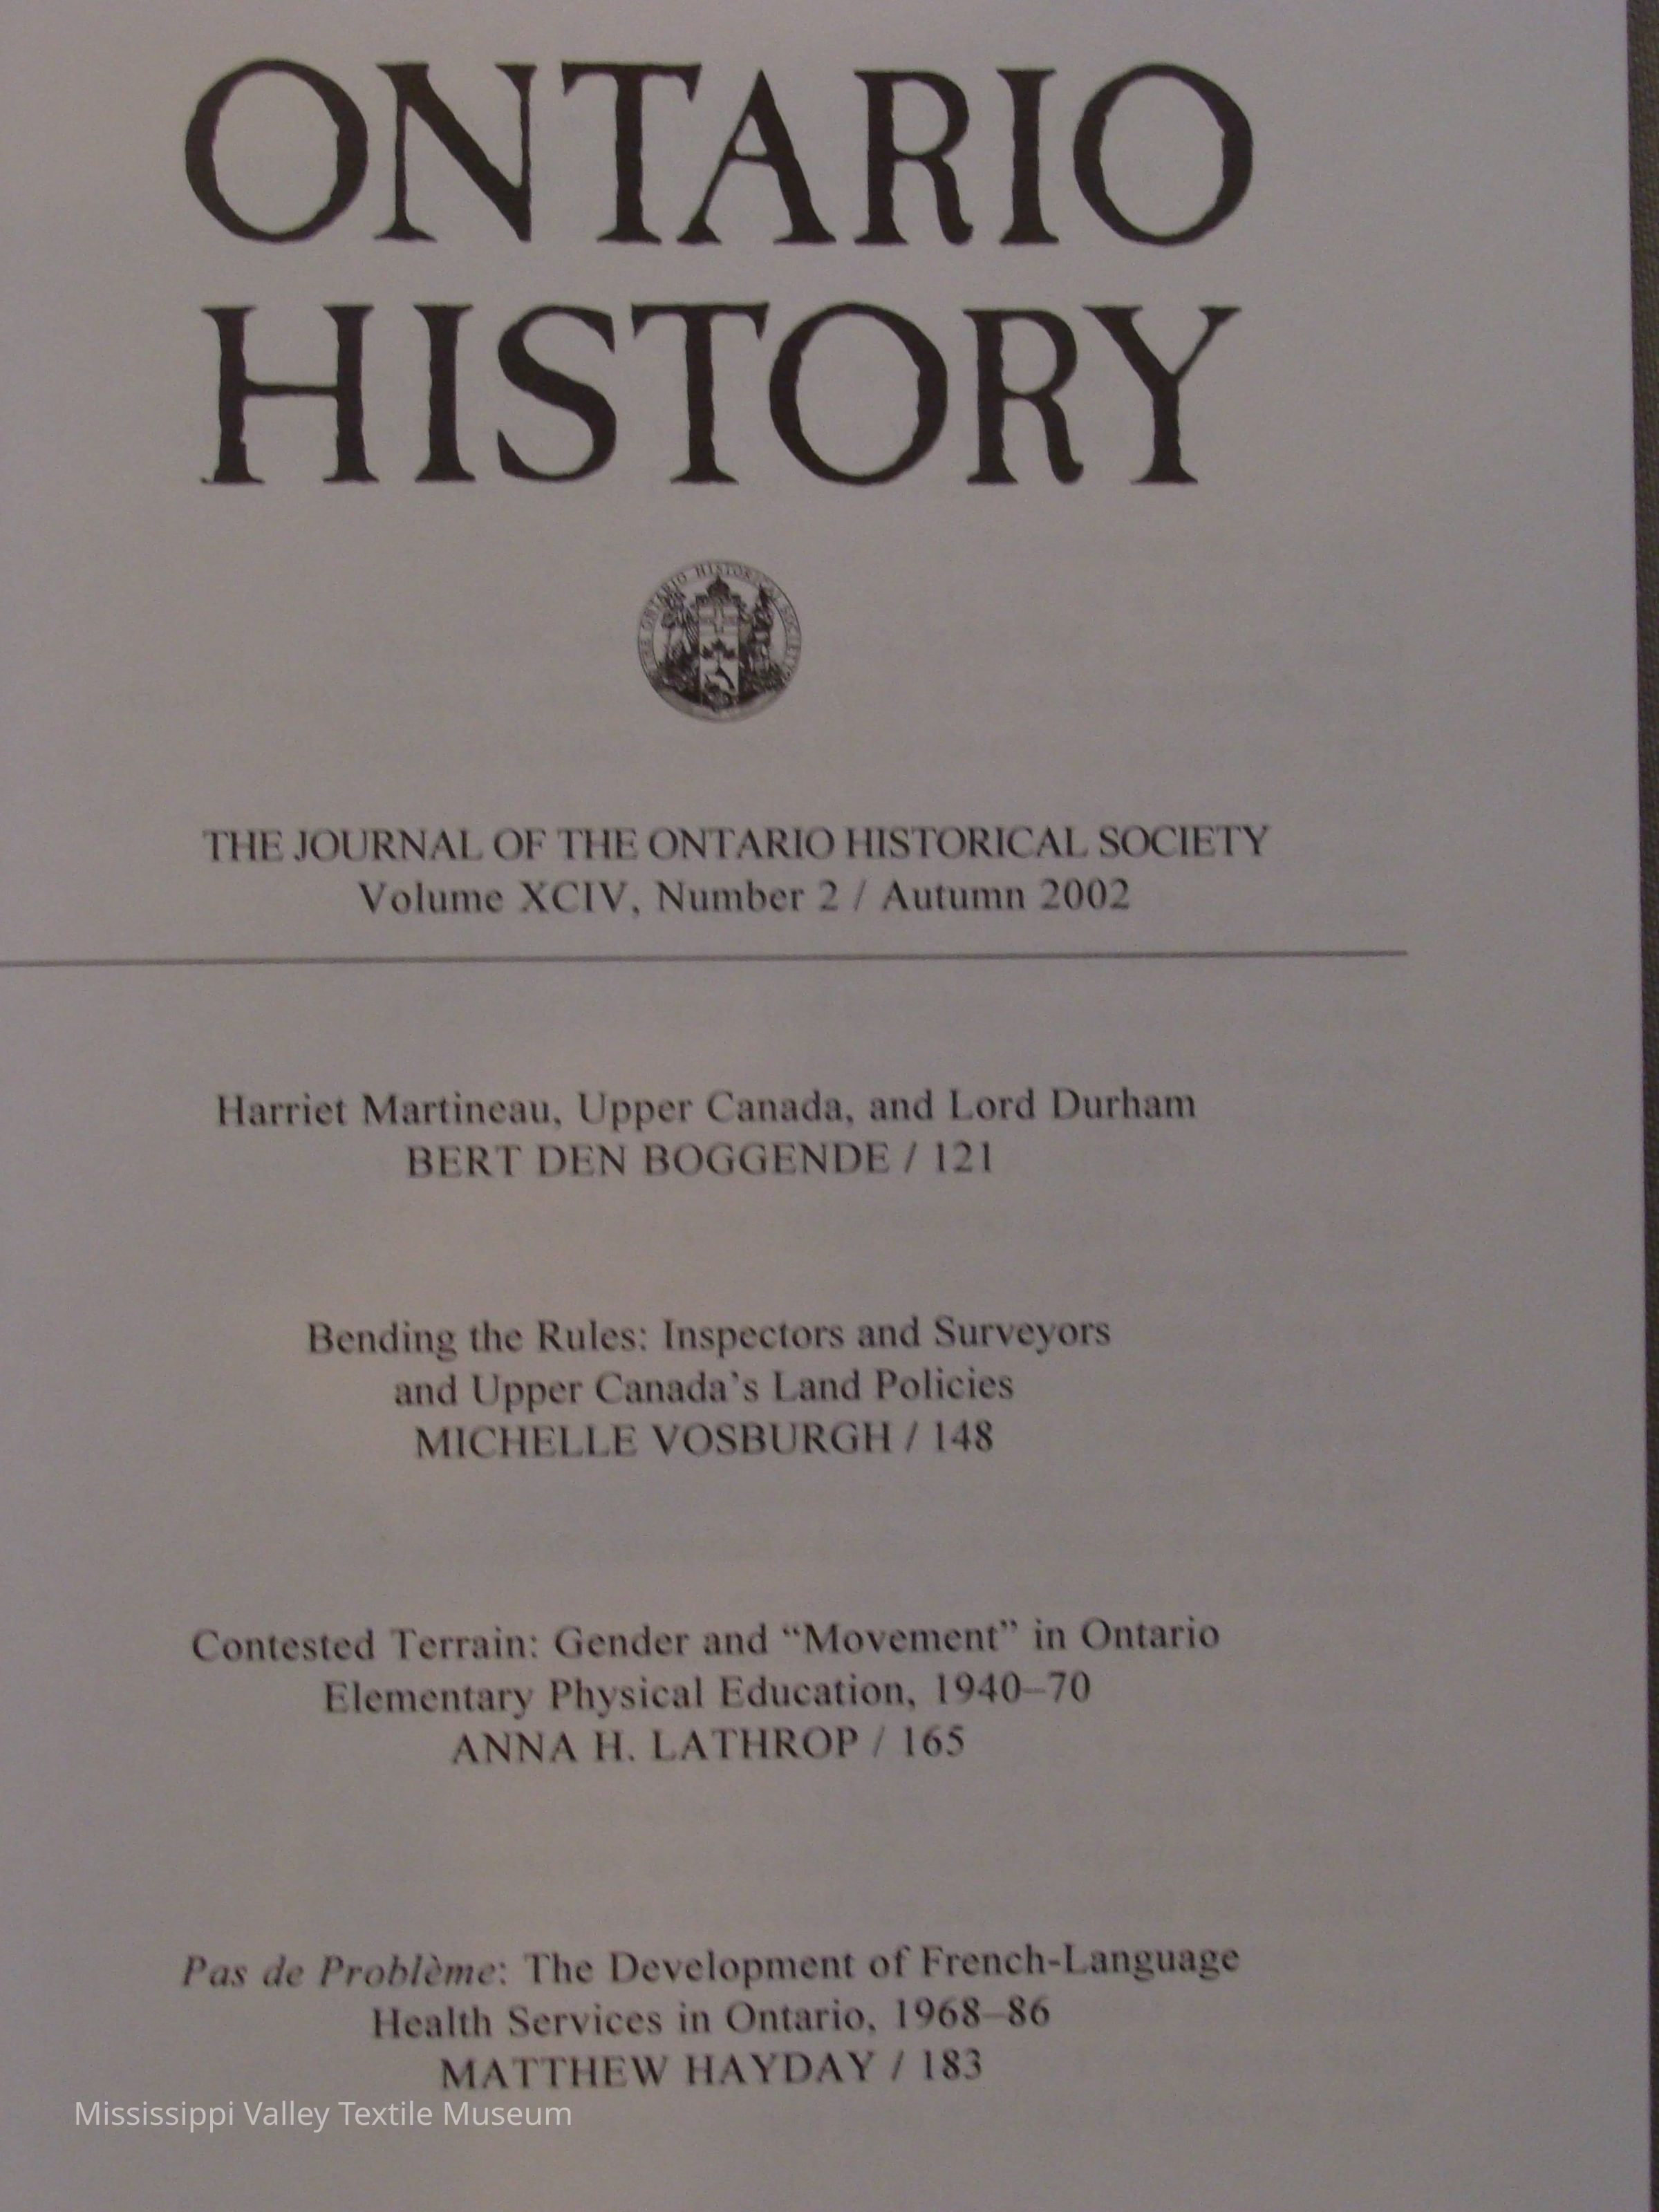 ONTARIO
HISTORY
THE ONTARIO HISTORICAL SOCIETY
THE JOURNAL OF THE ONTARIO HISTORICAL SOCIETY
Volume XCIV, Number 2 / Autumn 2002
Harriet Martineau, Upper Canada, and Lord Durham
BERT DEN BOGGENDE / 121
Bending the Rules: Inspectors and Surveyors
and Upper Canada’s Land Policies
MICHELLE VOSBURGH / 148
Contested Terrain: Gender and “Movement” in Ontario
Elementary Physical Education, 1940–70
ANNA H. LATHROP / 165
Pas de Problème: The Development of French-Language
Health Services in Ontario, 1968–86
MATTHEW HAYDAY / 183
Mississippi Valley Textile Museum